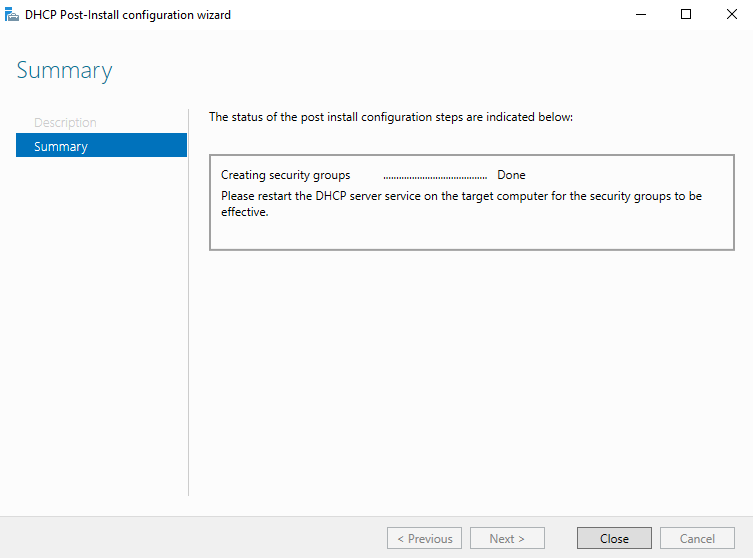 DHCP Post-Install configuration wizard
Summary
Description
Summary
The status of the post install configuration steps are indicated below:
Creating security groups ........................................ Done
Please restart the DHCP server service on the target computer for the security groups to be
effective.
< Previous
Next >
Close
Cancel